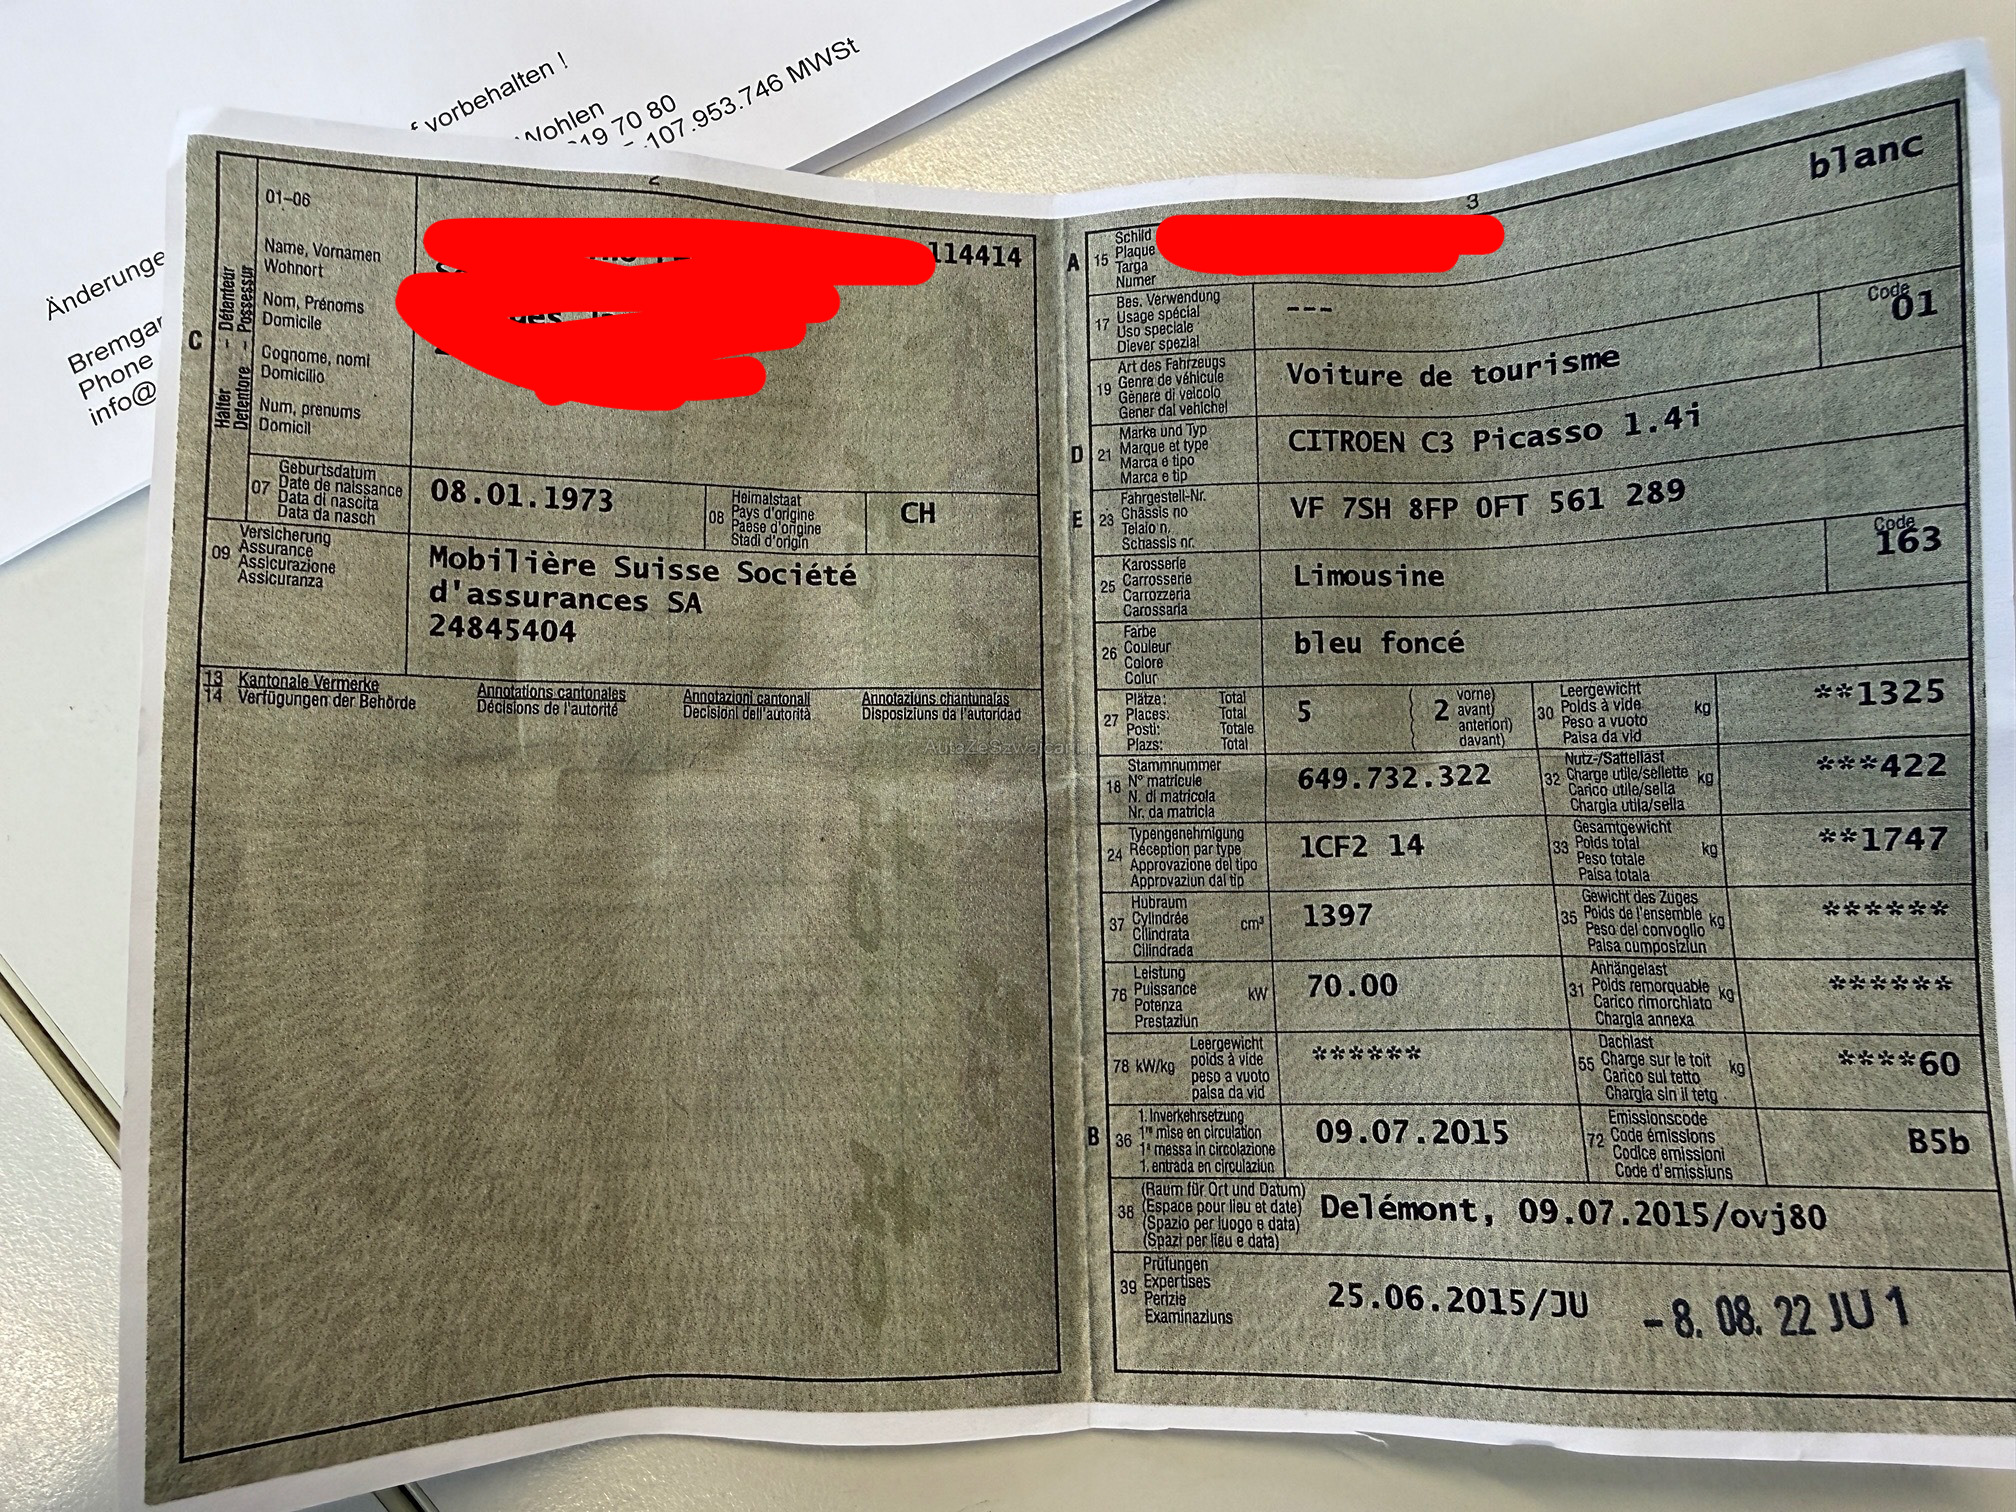 f vorbehalten !
Wohlen
319 70 80
107.953.746 MWSt
Änderunge
Bremgar
Phone
info@
2
01-06
Name, Vornamen
Wohnort
Nom, Prénoms
Domicile
Cognome, nomi
Domicilio
Num, prenums
Domicil
C
Halter - Détenteur
Detentore - Possessur
114414
07
Geburtsdatum
Date de naissance
Data di nascita
Data da nasch
08.01.1973
08
Heimatstaat
Pays d'origine
Paese d'origine
Stadi d'origin
CH
09
Versicherung
Assurance
Assicurazione
Assicuranza
Mobilière Suisse Société
d'assurances SA
24845404
13 Kantonale Vermerke Annotations cantonales Annotazioni cantonali Annotaziuns chantunalas
14 Verfügungen der Behörde Décisions de l'autorité Decisioni dell'autorità Disposiziuns da l'autoridad
AutaZeSzwajcarii.p
3
blanc
A 15
Schild
Plaque
Targa
Numer
17
Bes. Verwendung
Usage spécial
Uso speciale
Diever spezial
---
Code
01
19
Art des Fahrzeugs
Genre de véhicule
Genere di veicolo
Gener dal vehichel
Voiture de tourisme
D 21
Marke und Typ
Marque et type
Marca e tipo
Marca e tip
CITROEN C3 Picasso 1.4i
E 23
Fahrgestell-Nr.
Châssis no
Telaio n.
Schassis nr.
VF 7SH 8FP 0FT 561 289
25
Karosserie
Carrosserie
Carrozzeria
Carossaria
Limousine
Code
163
26
Farbe
Couleur
Colore
Colur
bleu foncé
27
Plätze: Total
Places: Total
Posti: Totale
Plazs: Total
5
2
vorne)
avant)
anteriori)
davant)
30
Leergewicht
Poids à vide kg
Peso a vuoto
Paisa da vid
**1325
18
Stammnummer
N° matricule
N. di matricola
Nr. da matricla
649.732.322
32
Nutz-/Sattellast
Charge utile/sellette kg
Carico utile/sella
Chargia utila/sella
***422
24
Typengenehmigung
Réception par type
Approvazione del tipo
Approvaziun dal tip
1CF2 14
33
Gesamtgewicht
Poids total kg
Peso totale
Paisa totala
**1747
37
Hubraum
Cylindrée cm³
Cilindrata
Cilindrada
1397
35
Gewicht des Zuges
Poids de l'ensemble kg
Peso del convoglio
Paisa cumposiziun
******
76
Leistung
Puissance kW
Potenza
Prestaziun
70.00
31
Anhängelast
Poids remorquable kg
Carico rimorchiato
Chargia annexa
******
78 kW/kg
Leergewicht
poids à vide
peso a vuoto
paisa da vid
******
55
Dachlast
Charge sur le toit kg
Carico sul tetto
Chargia sin il tetg
****60
B 36
1. Inverkehrsetzung
1re mise en circulation
1a messa in circolazione
1. entrada en circulaziun
09.07.2015
72
Emissionscode
Code émissions
Codice emissioni
Code d'emissiuns
B5b
38
(Raum für Ort und Datum)
(Espace pour lieu et date)
(Spazio per luogo e data)
(Spazi per lieu e data)
Delémont, 09.07.2015/ovj80
39
Prüfungen
Expertises
Perizie
Examinaziuns
25.06.2015/JU
-8. 08. 22 JU 1